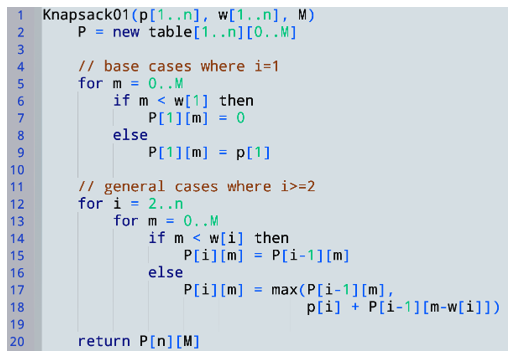 1 Knapsack01(p[1..n], w[1..n], M)
2     P = new table[1..n][0..M]
3
4     // base cases where i=1
5     for m = 0..M
6         if m < w[1] then
7             P[1][m] = 0
8         else
9             P[1][m] = p[1]
10
11     // general cases where i>=2
12     for i = 2..n
13         for m = 0..M
14             if m < w[i] then
15                 P[i][m] = P[i-1][m]
16             else
17                 P[i][m] = max(P[i-1][m],
18                               p[i] + P[i-1][m-w[i]])
19
20     return P[n][M]